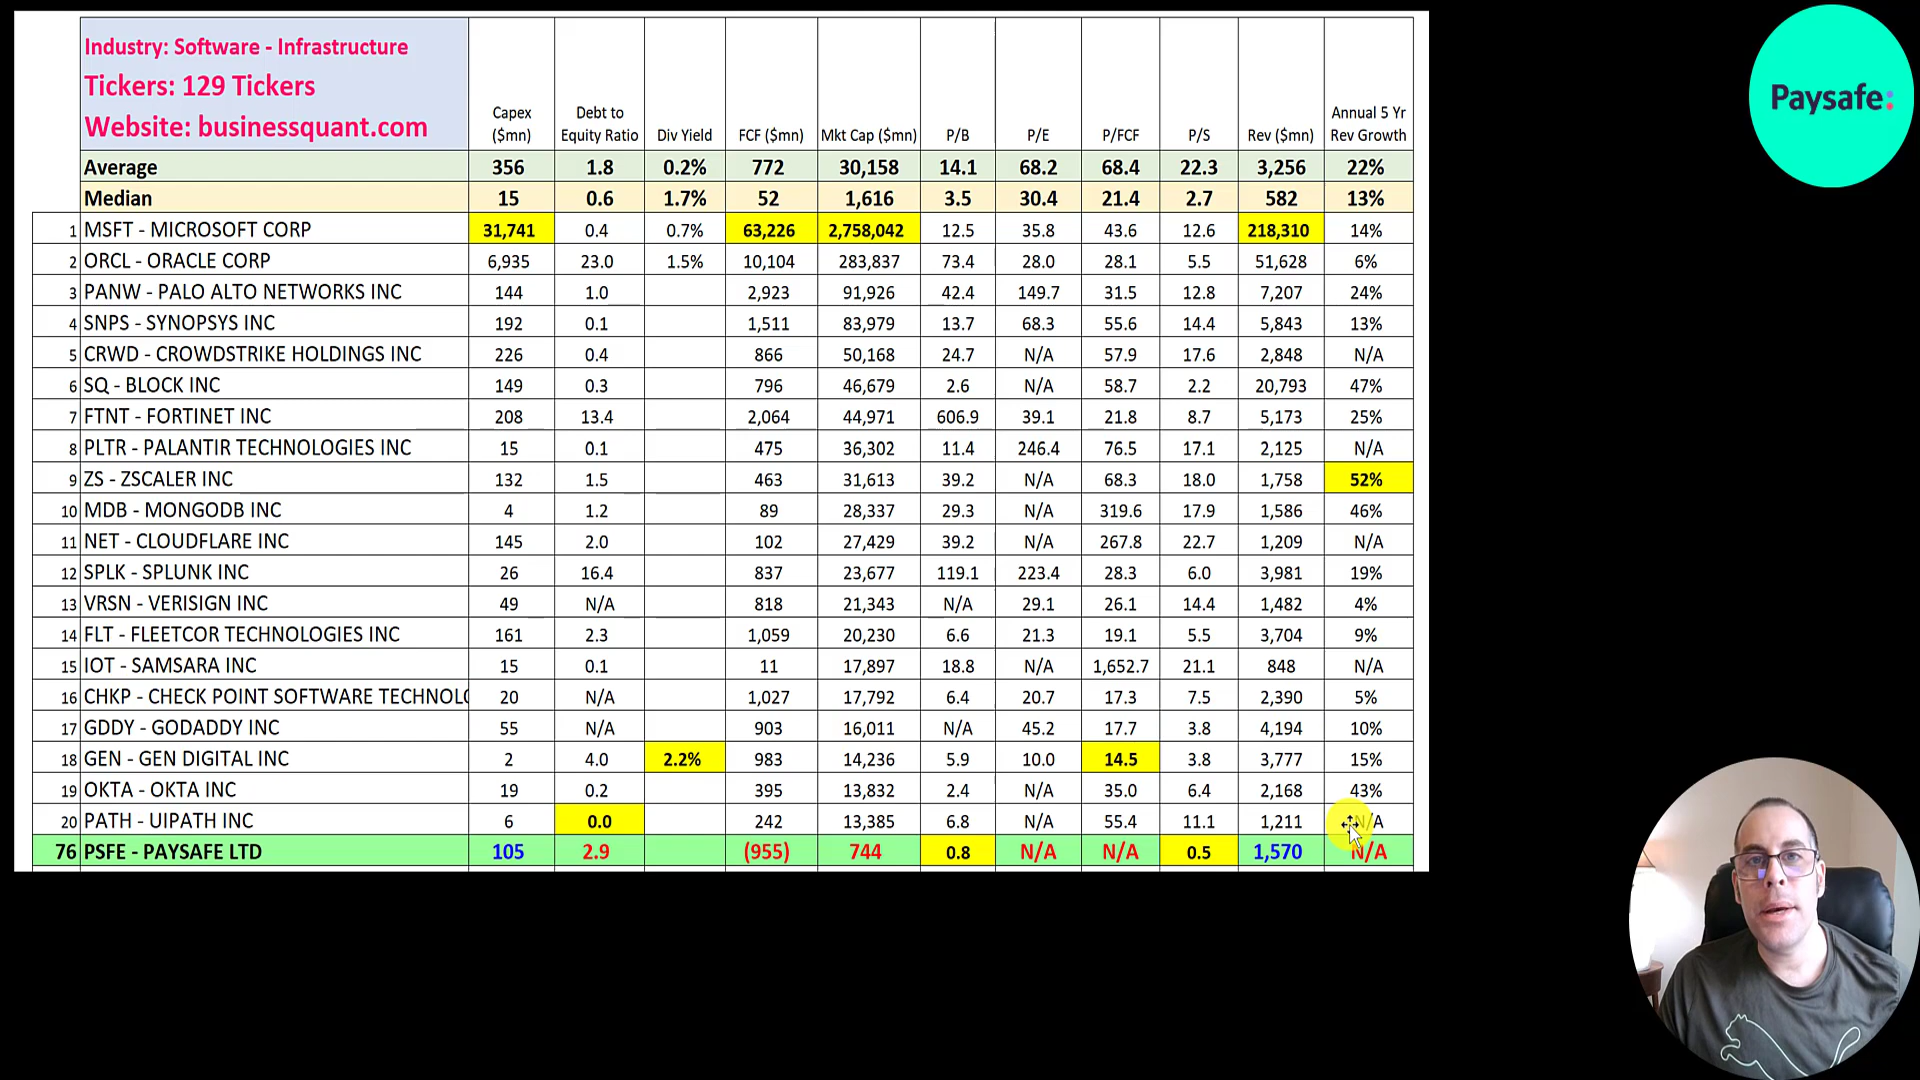 Industry: Software - Infrastructure
Tickers: 129 Tickers
Website: businessquant.com
Capex ($mn) Debt to Equity Ratio Div Yield FCF ($mn) Mkt Cap ($mn) P/B P/E P/FCF P/S Rev ($mn) Annual 5 Yr Rev Growth
Average 356 1.8 0.2% 772 30,158 14.1 68.2 68.4 22.3 3,256 22%
Median 15 0.6 1.7% 52 1,616 3.5 30.4 21.4 2.7 582 13%
1 MSFT - MICROSOFT CORP 31,741 0.4 0.7% 63,226 2,758,042 12.5 35.8 43.6 12.6 218,310 14%
2 ORCL - ORACLE CORP 6,935 23.0 1.5% 10,104 283,837 73.4 28.0 28.1 5.5 51,628 6%
3 PANW - PALO ALTO NETWORKS INC 144 1.0 2,923 91,926 42.4 149.7 31.5 12.8 7,207 24%
4 SNPS - SYNOPSYS INC 192 0.1 1,511 83,979 13.7 68.3 55.6 14.4 5,843 13%
5 CRWD - CROWDSTRIKE HOLDINGS INC 226 0.4 866 50,168 24.7 N/A 57.9 17.6 2,848 N/A
6 SQ - BLOCK INC 149 0.3 796 46,679 2.6 N/A 58.7 2.2 20,793 47%
7 FTNT - FORTINET INC 208 13.4 2,064 44,971 606.9 39.1 21.8 8.7 5,173 25%
8 PLTR - PALANTIR TECHNOLOGIES INC 15 0.1 475 36,302 11.4 246.4 76.5 17.1 2,125 N/A
9 ZS - ZSCALER INC 132 1.5 463 31,613 39.2 N/A 68.3 18.0 1,758 52%
10 MDB - MONGODB INC 4 1.2 89 28,337 29.3 N/A 319.6 17.9 1,586 46%
11 NET - CLOUDFLARE INC 145 2.0 102 27,429 39.2 N/A 267.8 22.7 1,209 N/A
12 SPLK - SPLUNK INC 26 16.4 837 23,677 119.1 223.4 28.3 6.0 3,981 19%
13 VRSN - VERISIGN INC 49 N/A 818 21,343 N/A 29.1 26.1 14.4 1,482 4%
14 FLT - FLEETCOR TECHNOLOGIES INC 161 2.3 1,059 20,230 6.6 21.3 19.1 5.5 3,704 9%
15 IOT - SAMSARA INC 15 0.1 11 17,897 18.8 N/A 1,652.7 21.1 848 N/A
16 CHKP - CHECK POINT SOFTWARE TECHNOLO 20 N/A 1,027 17,792 6.4 20.7 17.3 7.5 2,390 5%
17 GDDY - GODADDY INC 55 N/A 903 16,011 N/A 45.2 17.7 3.8 4,194 10%
18 GEN - GEN DIGITAL INC 2 4.0 2.2% 983 14,236 5.9 10.0 14.5 3.8 3,777 15%
19 OKTA - OKTA INC 19 0.2 395 13,832 2.4 N/A 35.0 6.4 2,168 43%
20 PATH - UIPATH INC 6 0.0 242 13,385 6.8 N/A 55.4 11.1 1,211 N/A
76 PSFE - PAYSAFE LTD 105 2.9 (955) 744 0.8 N/A N/A 0.5 1,570 N/A
Paysafe: